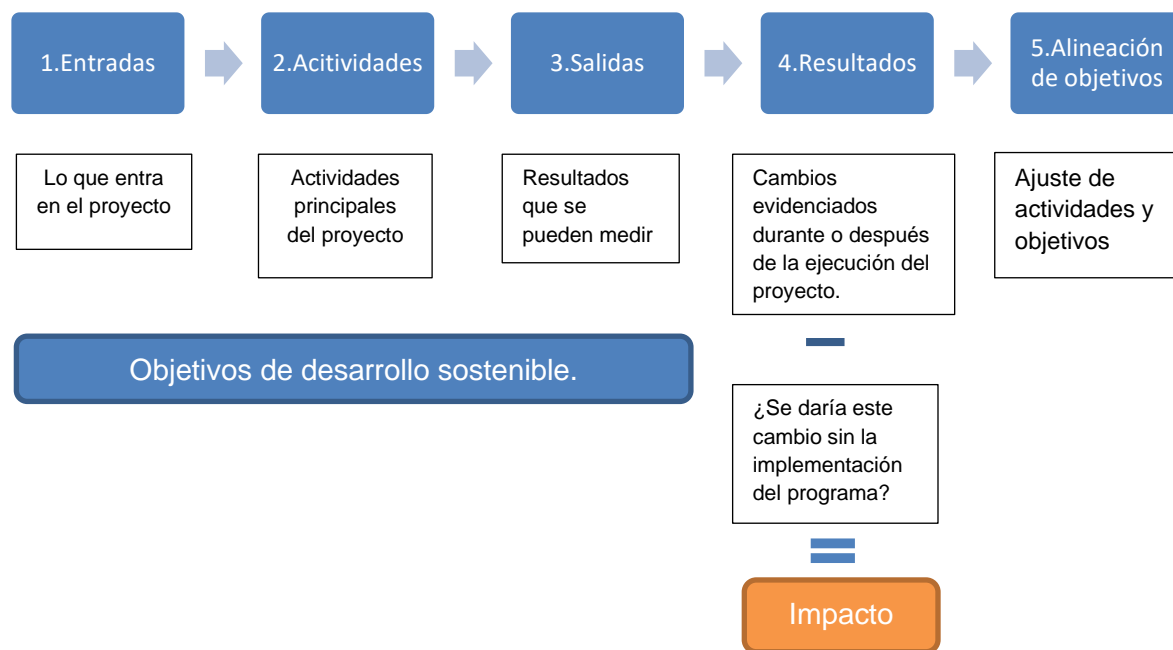 1.Entradas
2.Acitividades
3.Salidas
4.Resultados
5.Alineación
de objetivos
Lo que entra
en el proyecto
Actividades
principales
del proyecto
Resultados
que se
pueden medir
Cambios
evidenciados
durante o después
de la ejecución del
proyecto.
Ajuste de
actividades y
objetivos
Objetivos de desarrollo sostenible.
¿Se daría este
cambio sin la
implementación
del programa?
Impacto